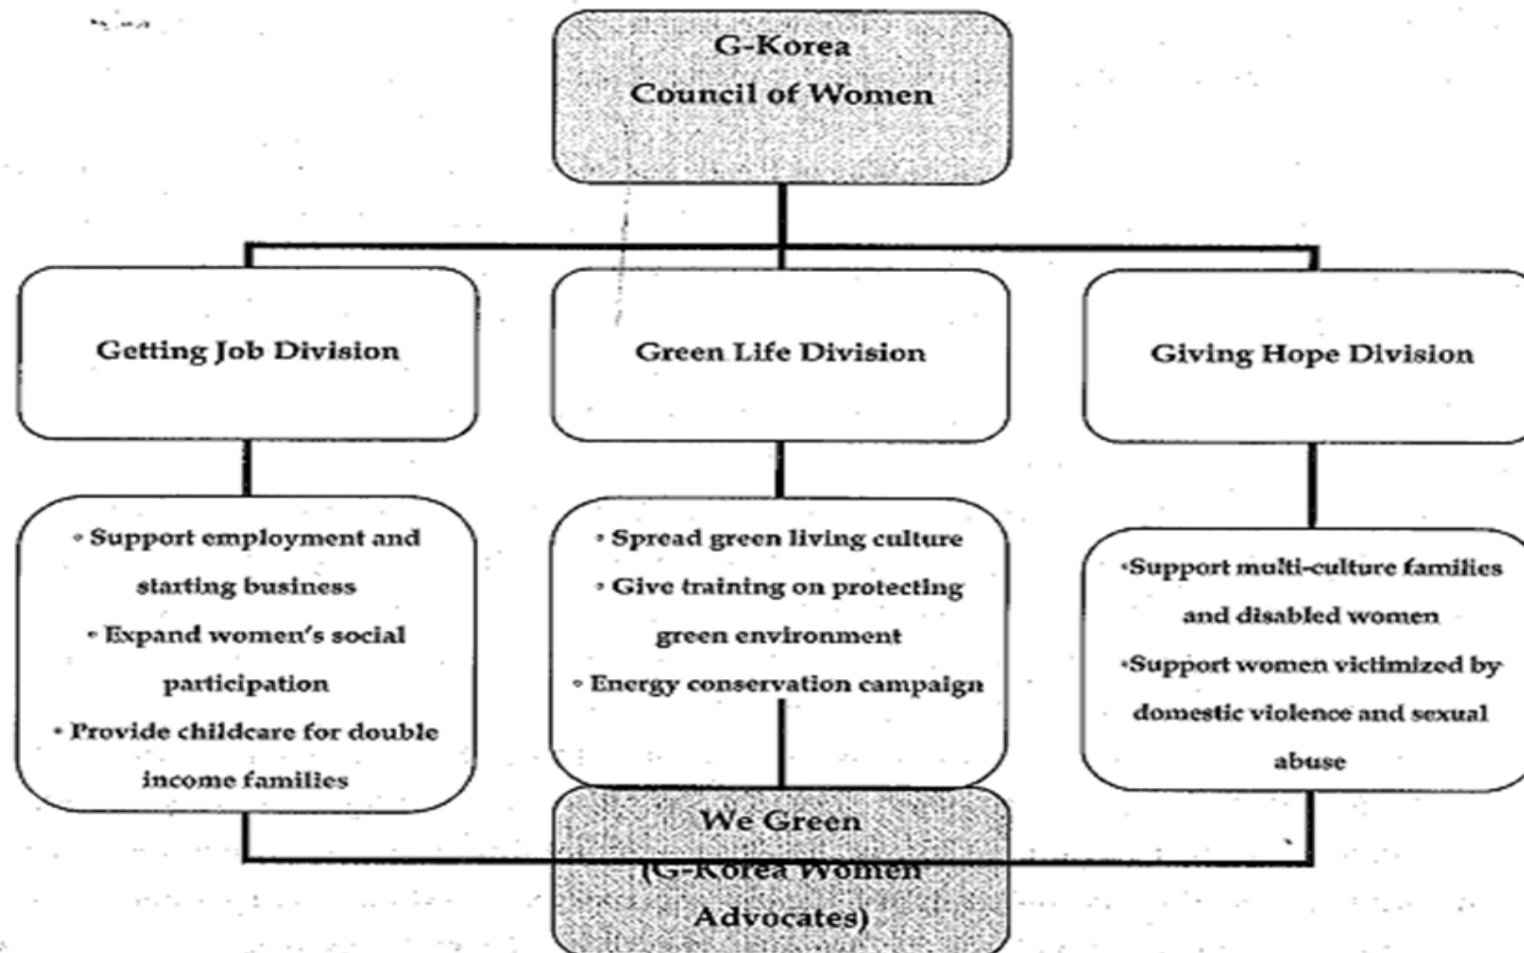 G-Korea
Council of Women
Getting Job Division
Green Life Division
Giving Hope Division
• Support employment and
starting business
• Expand women's social
participation
• Provide childcare for double
income families
• Spread green living culture
• Give training on protecting
green environment
• Energy conservation campaign
•Support multi-culture families
and disabled women
•Support women victimized by
domestic violence and sexual
abuse
We Green
(G-Korea Women
Advocates)